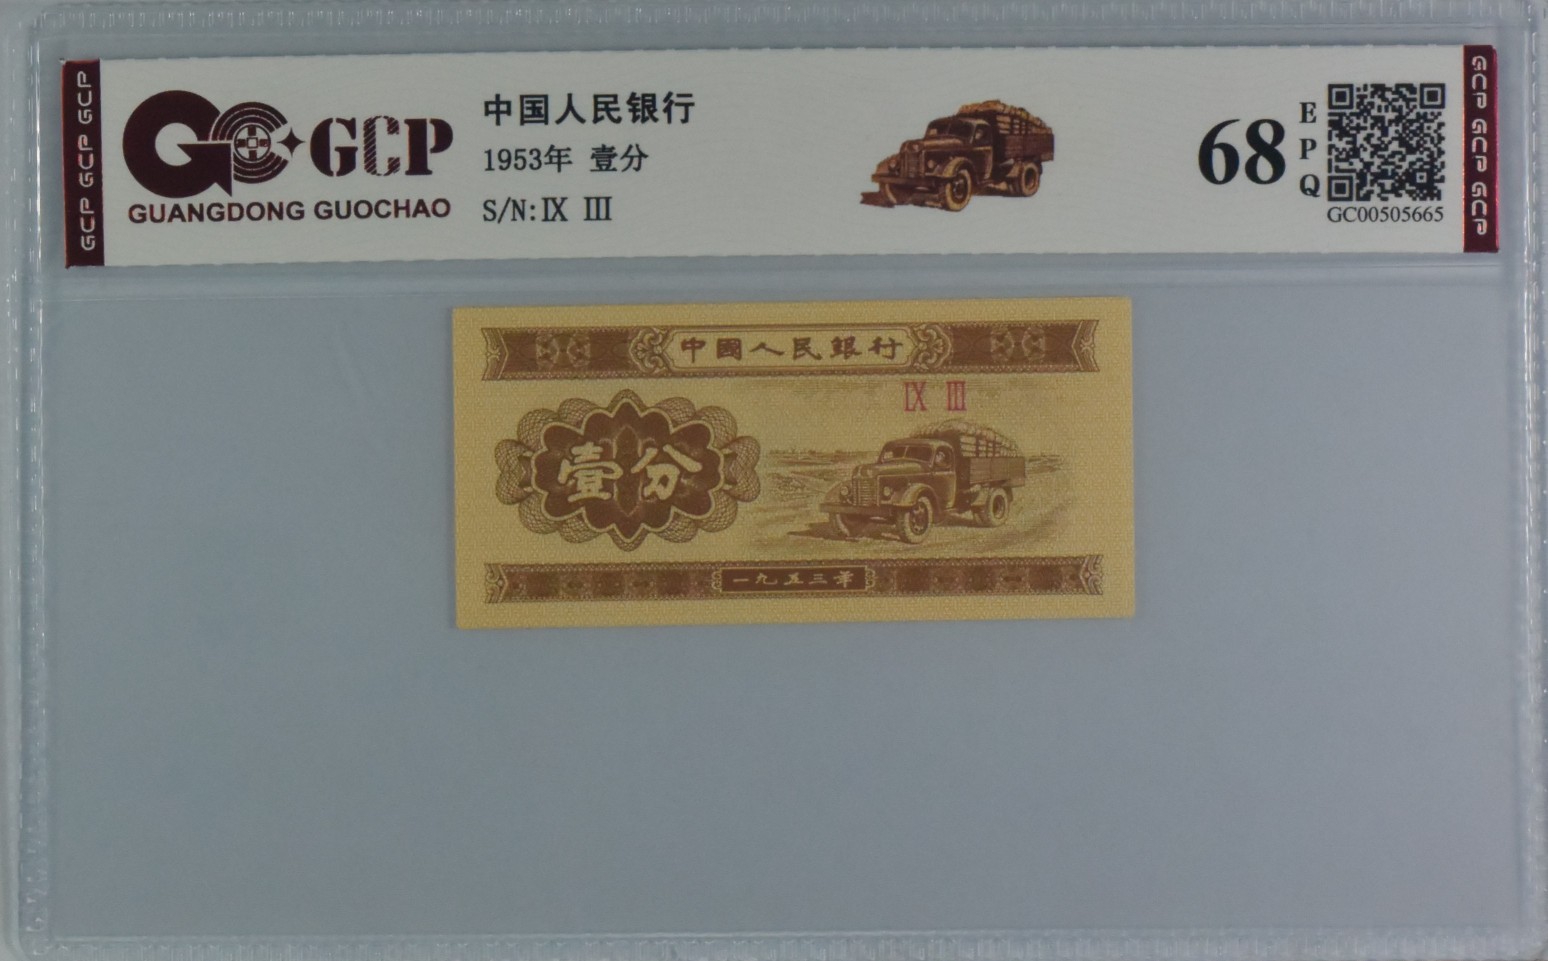 GCP GCP GCP
GCP
GUANGDONG GUOCHAO
中国人民银行
1953年 壹分
S/N:Ⅸ Ⅲ
68
EPQ
GC00505665
GCP GCP GCP
中國人民銀行
Ⅸ Ⅲ
壹分
一九五三年